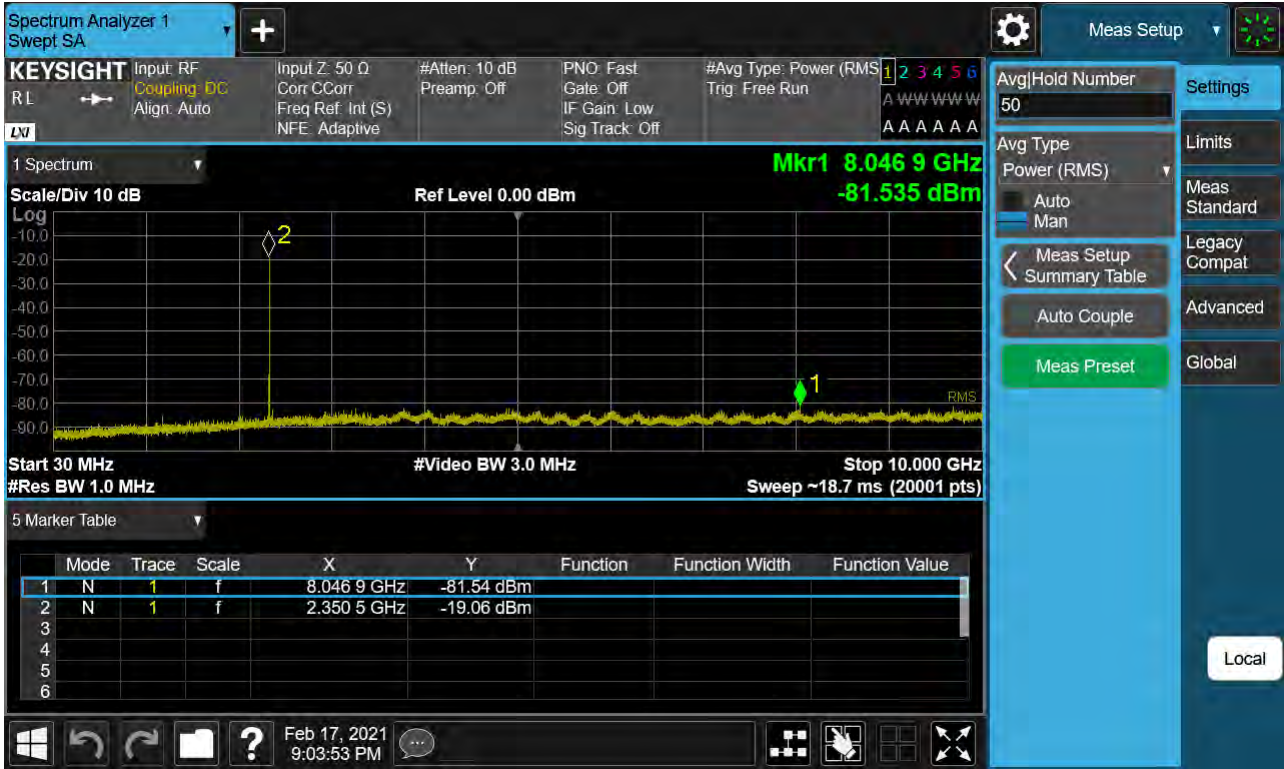 Spectrum Analyzer 1
Swept SA
Meas Setup
KEYSIGHT
RL
LXI
Input: RF
Coupling: DC
Align: Auto
Input Z: 50 Ω
Corr CCorr
Freq Ref: Int (S)
NFE: Adaptive
#Atten: 10 dB
Preamp: Off
PNO: Fast
Gate: Off
IF Gain: Low
Sig Track: Off
#Avg Type: Power (RMS
Trig: Free Run
1 2 3 4 5 6
A W W W W W
A A A A A A
1 Spectrum
Mkr1 8.046 9 GHz
-81.535 dBm
Scale/Div 10 dB
Ref Level 0.00 dBm
Log
-10.0
-20.0
-30.0
-40.0
-50.0
-60.0
-70.0
-80.0
-90.0
2
1
RMS
Start 30 MHz
#Video BW 3.0 MHz
Stop 10.000 GHz
#Res BW 1.0 MHz
Sweep ~18.7 ms (20001 pts)
5 Marker Table
Mode Trace Scale X Y Function Function Width Function Value
1 N 1 f 8.046 9 GHz -81.54 dBm
2 N 1 f 2.350 5 GHz -19.06 dBm
3
4
5
6
Feb 17, 2021
9:03:53 PM
?
Avg|Hold Number
50
Avg Type
Power (RMS)
Auto
Man
Meas Setup
Summary Table
Auto Couple
Meas Preset
Settings
Limits
Meas
Standard
Legacy
Compat
Advanced
Global
Local